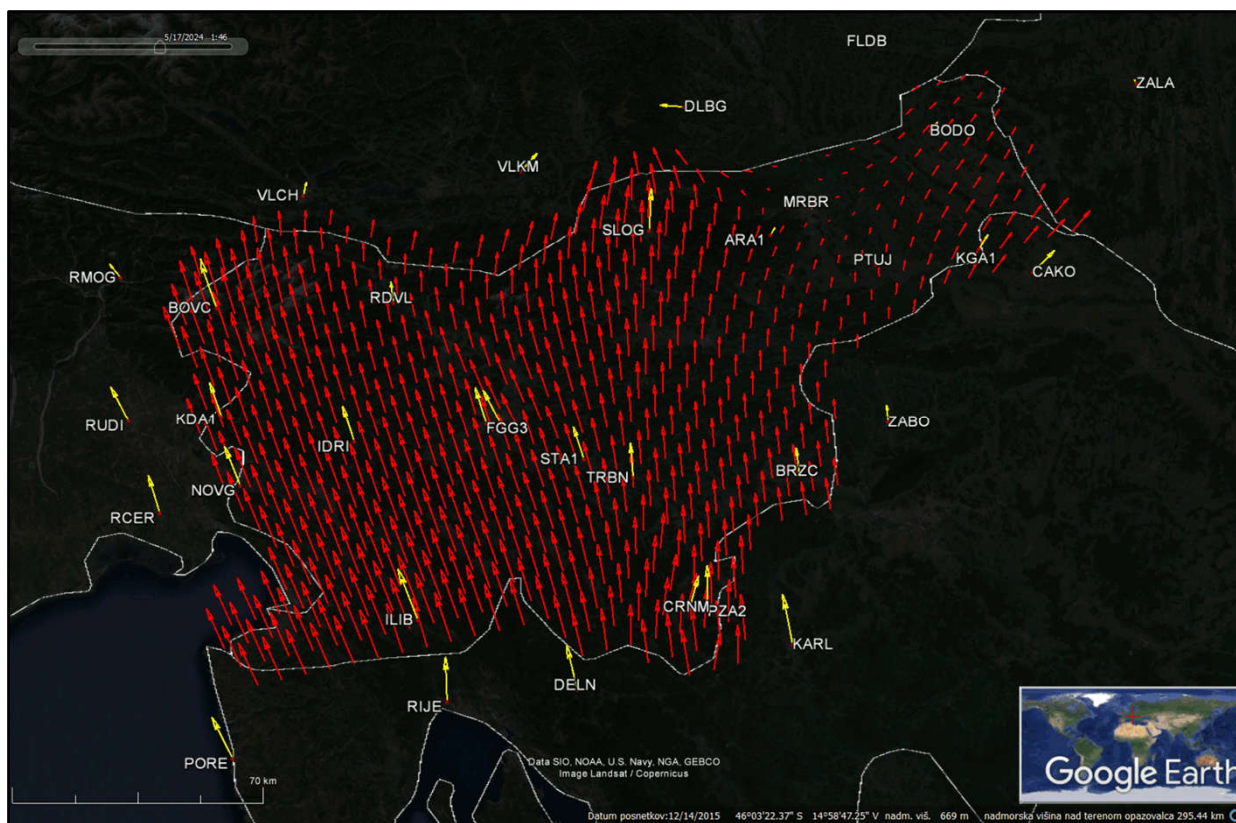 5/17/2024 1:46
FLDB
ZALA
DLBG
BODO
VLKM
VLCH
MRBR
SLOG
ARA1
PTUJ
KGA1
CAKO
RMOG
RDVL
BOVC
KDA1
RUDI
IDRI
FGG3
ZABO
STA1
TRBN
BRZC
NOVG
RCER
ILIB
CRNM
PZA2
KARL
DELN
RIJE
PORE
70 km
Data SIO, NOAA, U.S. Navy, NGA, GEBCO
Image Landsat / Copernicus
Google Earth
Datum posnetkov:12/14/2015 46°03'22.37" S 14°58'47.25" V nadm. viš. 669 m nadmorska višina nad terenom opazovalca 295.44 km